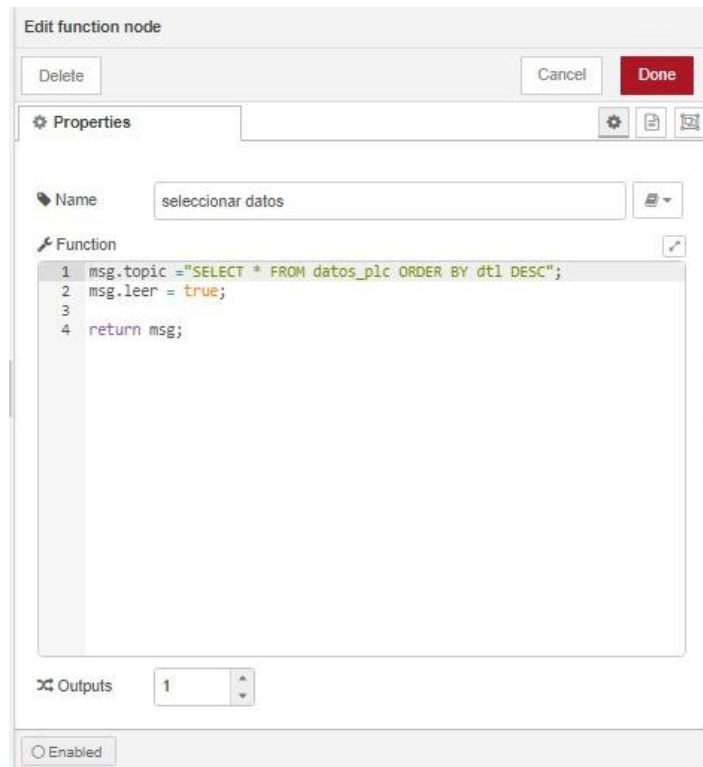 Edit function node
Delete
Cancel
Done
Properties
Name
seleccionar datos
Function
1 msg.topic ="SELECT * FROM datos_plc ORDER BY dtl DESC";
2 msg.leer = true;
3
4 return msg;
Outputs
1
Enabled